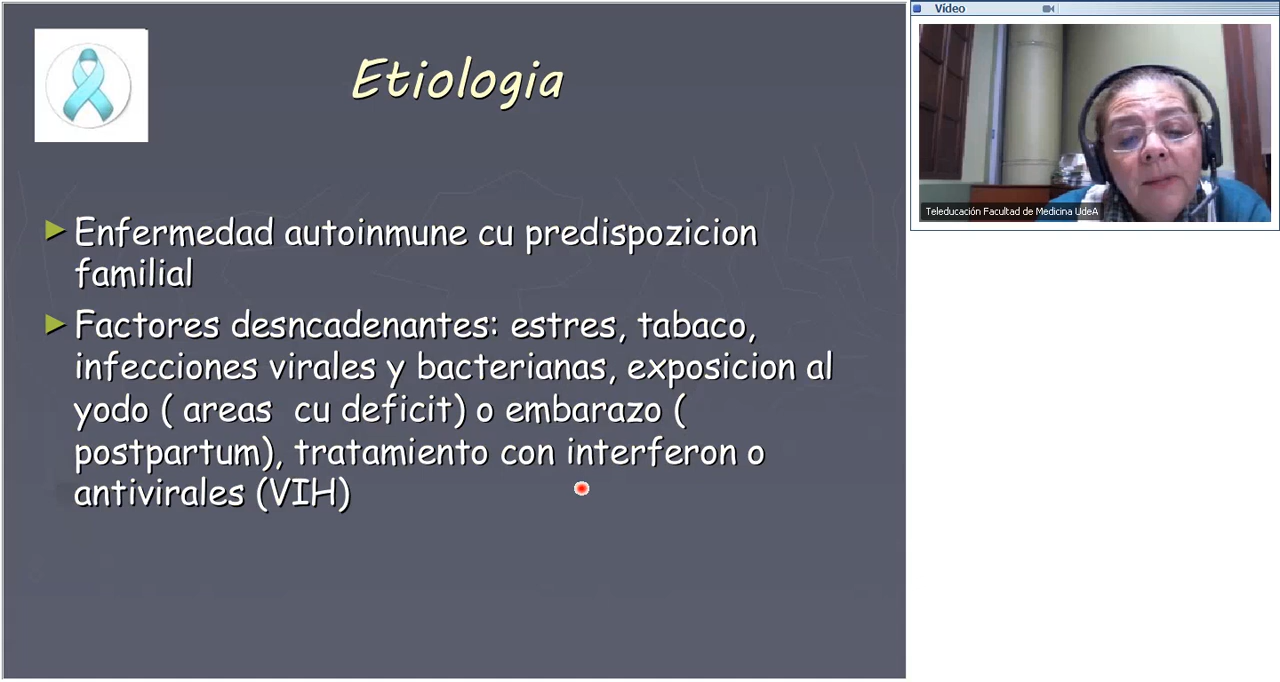 Etiologia
Enfermedad autoinmune cu predispozicion
familial
Factores desncadenantes: estres, tabaco,
infecciones virales y bacterianas, exposicion al
yodo ( areas cu deficit) o embarazo (
postpartum), tratamiento con interferon o
antivirales (VIH)
Vídeo
Teleducación Facultad de Medicina UdeA